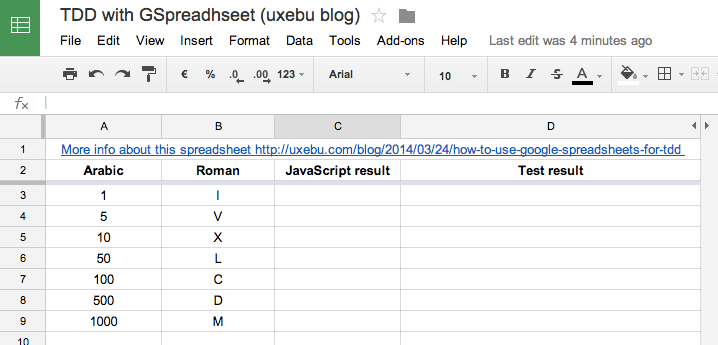 TDD with GSpreadhseet (uxebu blog)
File Edit View Insert Format Data Tools Add-ons Help Last edit was 4 minutes ago
€ % .0 .00 123 Arial 10 B I S A
fx
A B C D
1 More info about this spreadsheet http://uxebu.com/blog/2014/03/24/how-to-use-google-spreadsheets-for-tdd
2 Arabic Roman JavaScript result Test result
3 1 I
4 5 V
5 10 X
6 50 L
7 100 C
8 500 D
9 1000 M
10